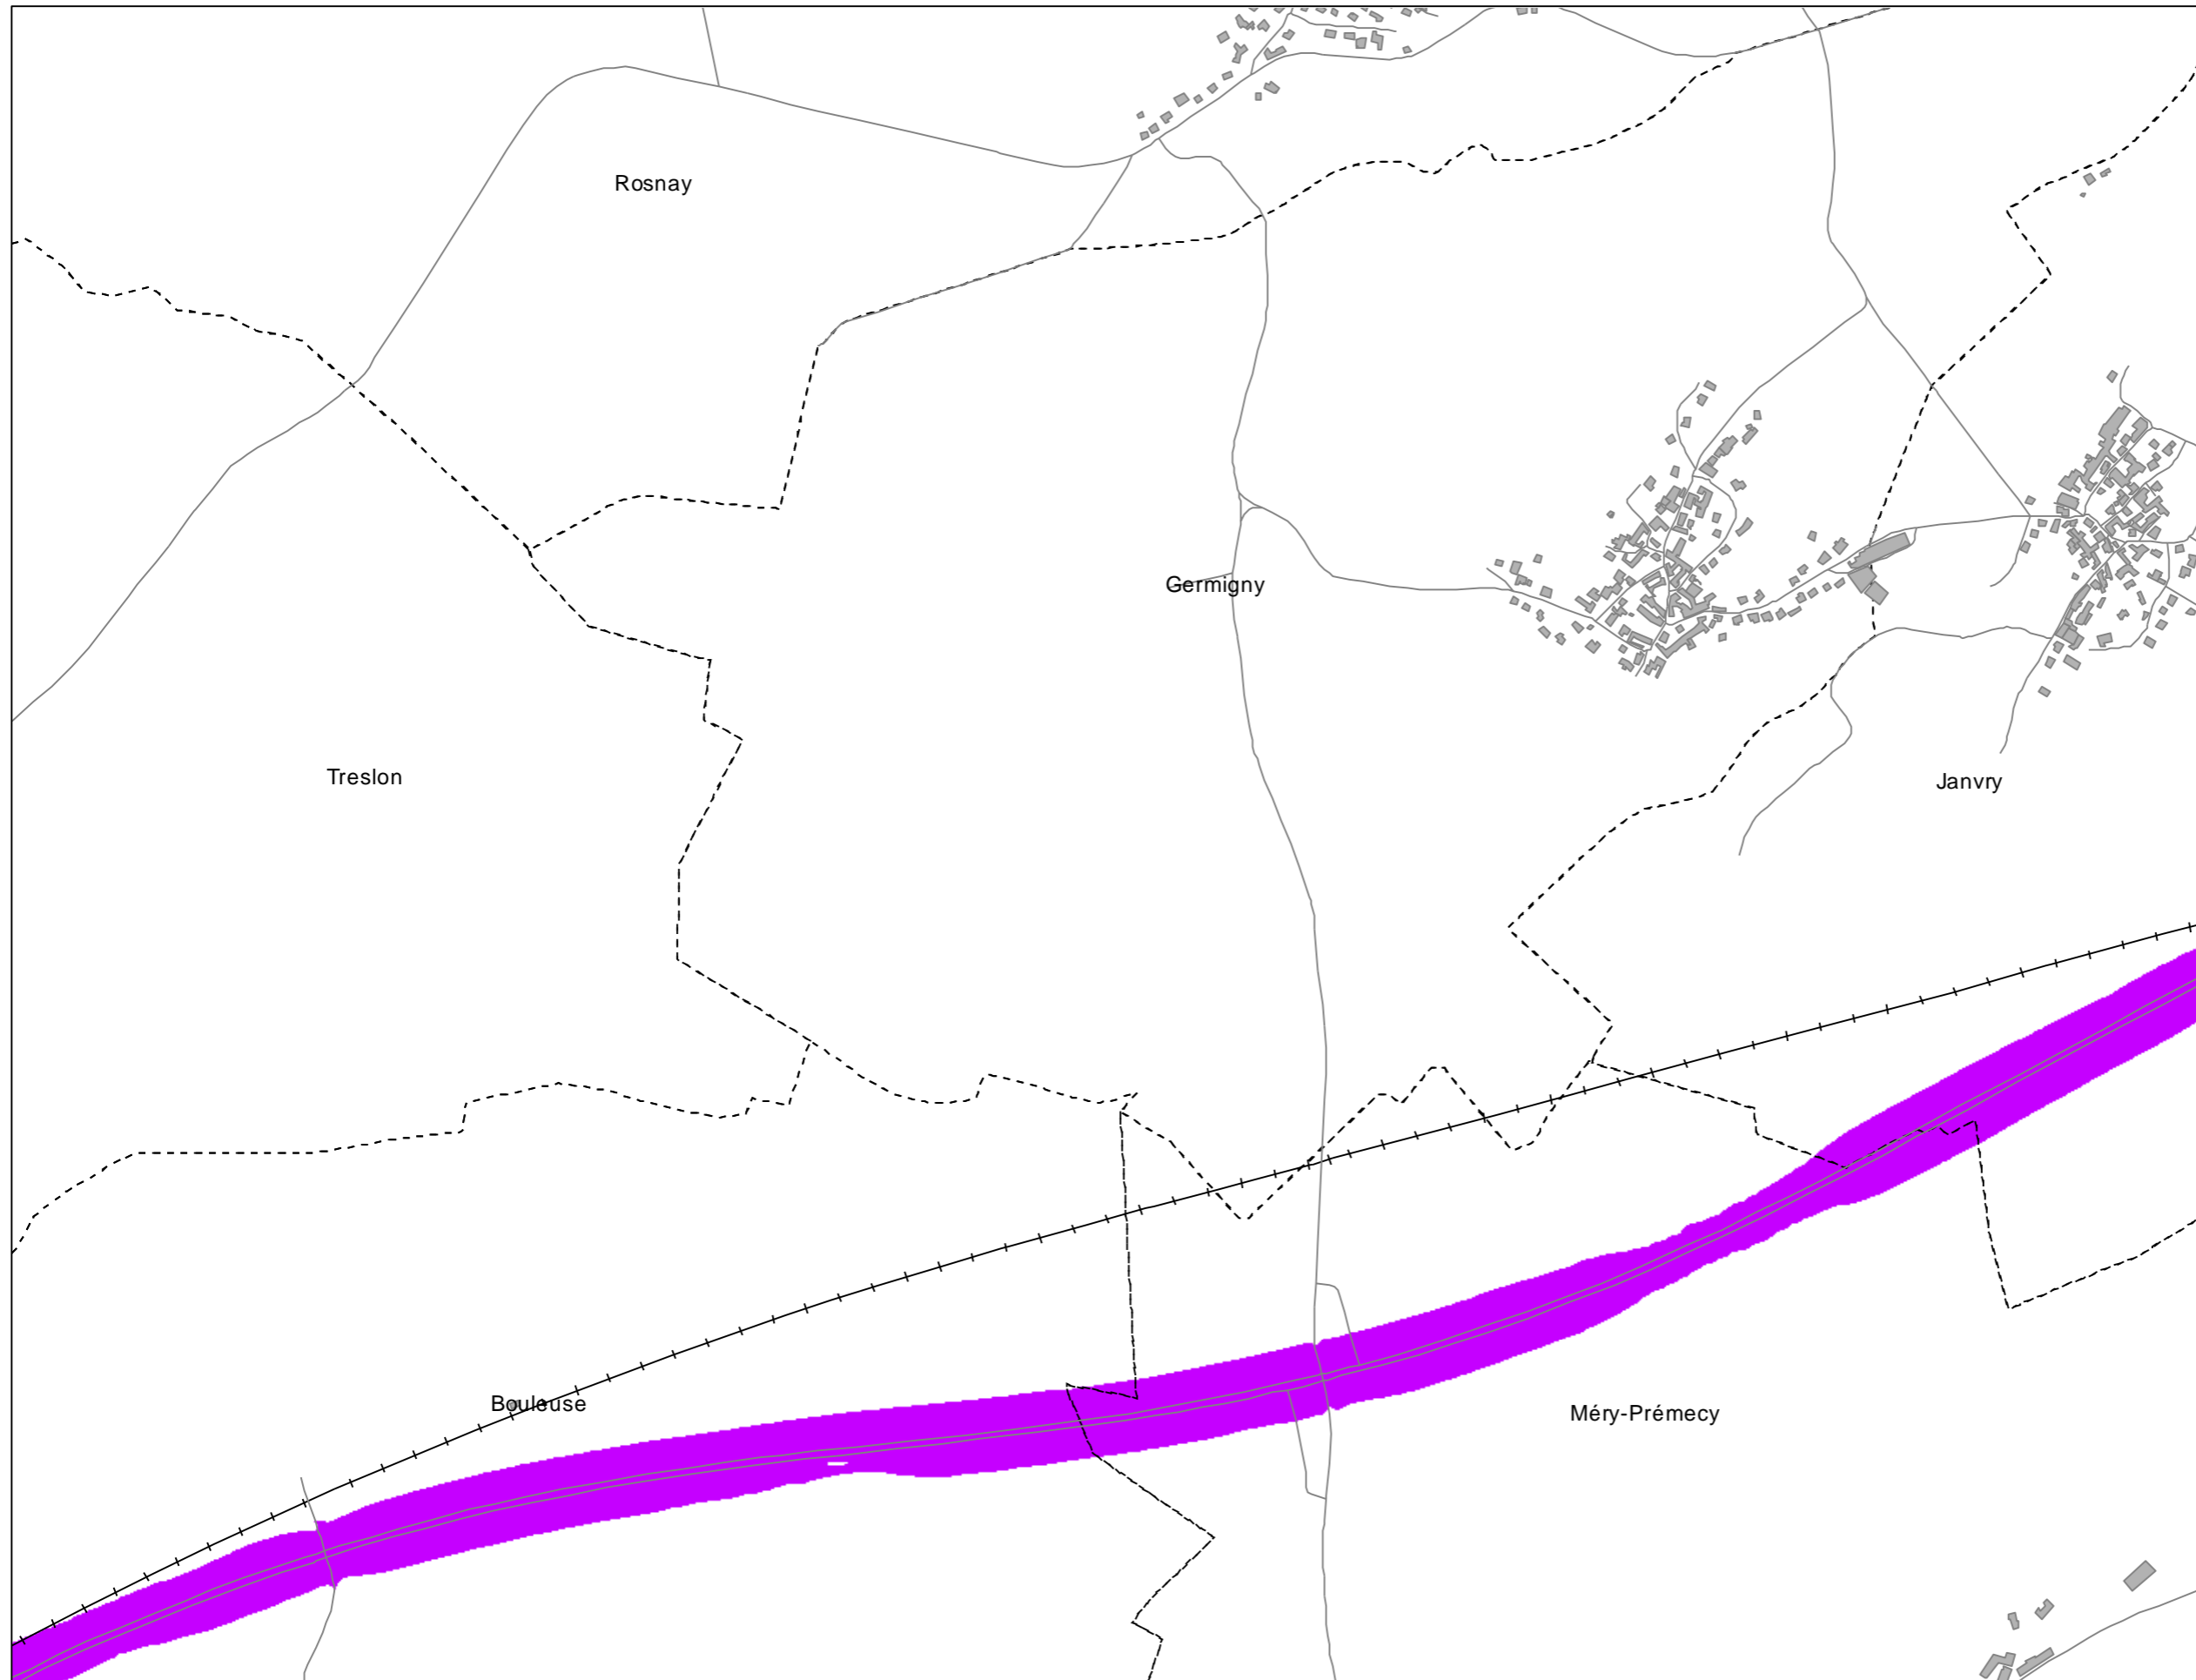 Rosnay
Germigny
Treslon
Janvry
Bouleuse
Méry-Prémecy